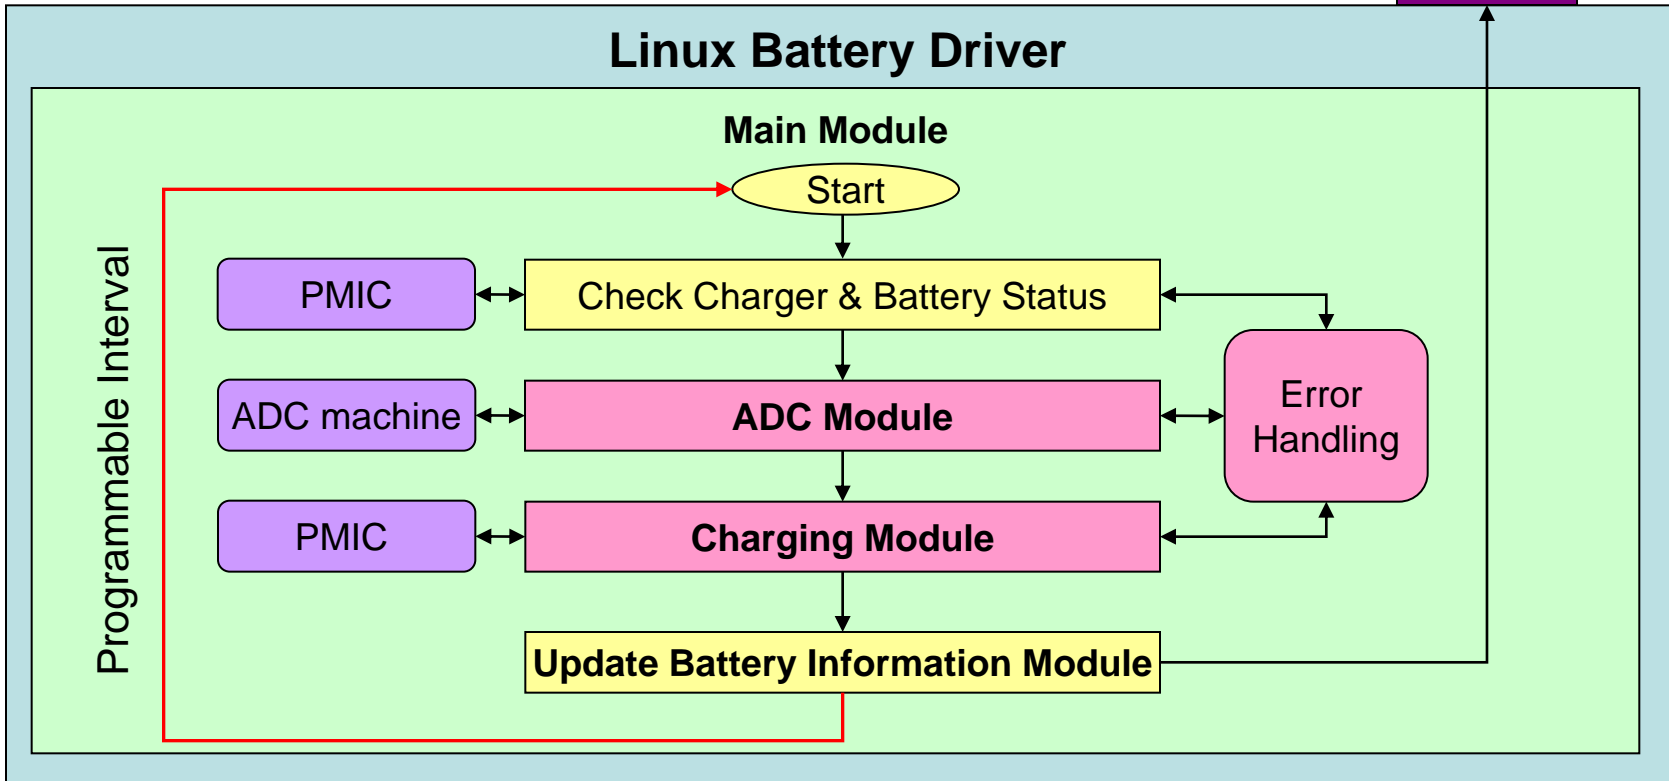 Linux Battery Driver
Main Module
Start
Programmable Interval
PMIC
Check Charger & Battery Status
ADC machine
ADC Module
Error
Handling
PMIC
Charging Module
Update Battery Information Module